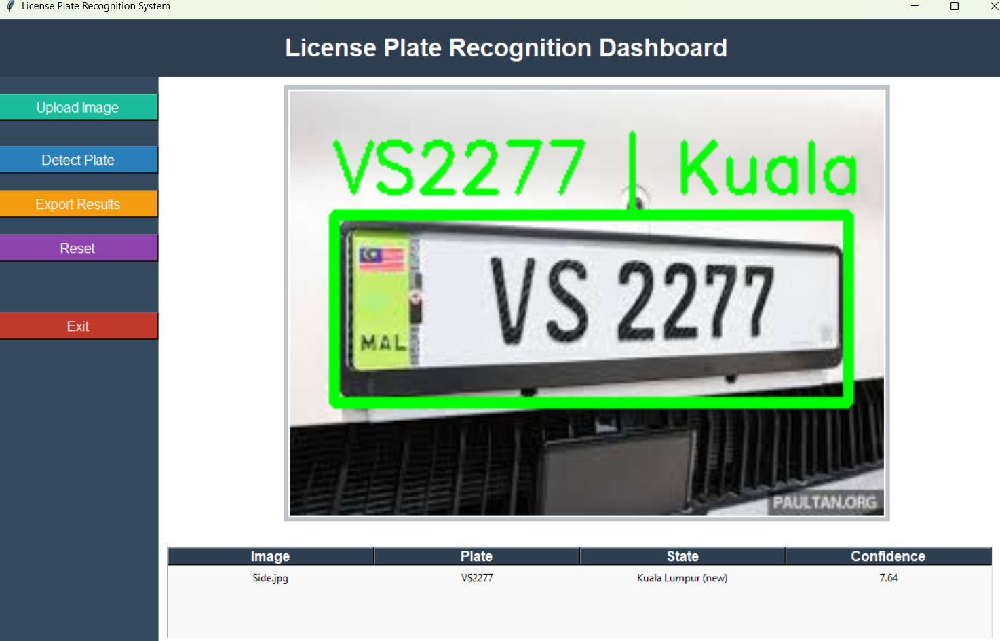 License Plate Recognition System
License Plate Recognition Dashboard
Upload Image
Detect Plate
Export Results
Reset
Exit
VS2277 | Kuala
VS 2277
MAL
PAULTAN.ORG
Image Plate State Confidence
Side.jpg VS2277 Kuala Lumpur (new) 7.64